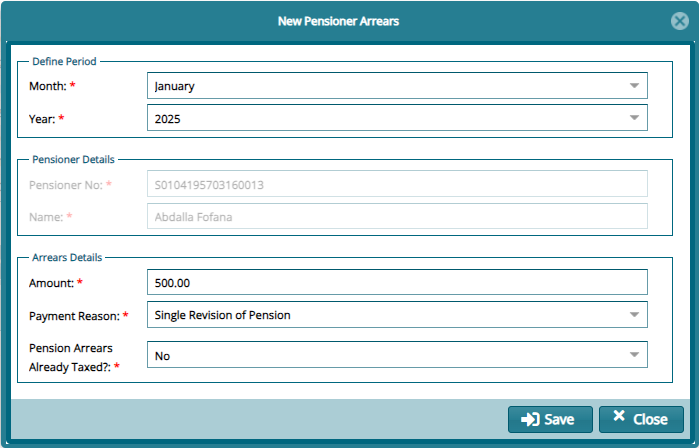 New Pensioner Arrears
Define Period
Month: * January
Year: * 2025
Pensioner Details
Pensioner No: * S0104195703160013
Name: * Abdalla Fofana
Arrears Details
Amount: * 500.00
Payment Reason: * Single Revision of Pension
Pension Arrears
Already Taxed?: * No
Save Close